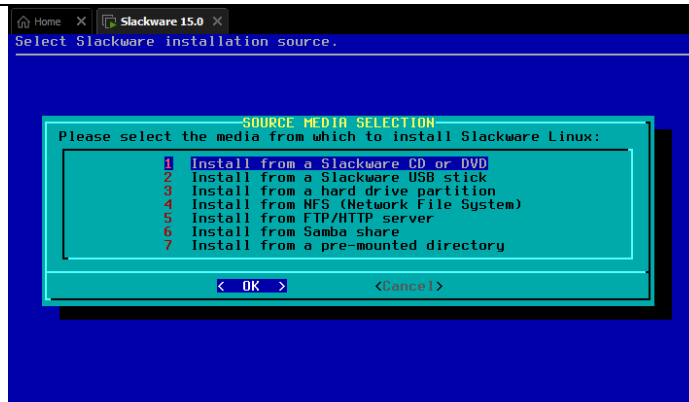 Home
Slackware 15.0
Select Slackware installation source.
SOURCE MEDIA SELECTION
Please select the media from which to install Slackware Linux:
1 Install from a Slackware CD or DVD
2 Install from a Slackware USB stick
3 Install from a hard drive partition
4 Install from NFS (Network File System)
5 Install from FTP/HTTP server
6 Install from Samba share
7 Install from a pre-mounted directory
< OK > <Cancel>